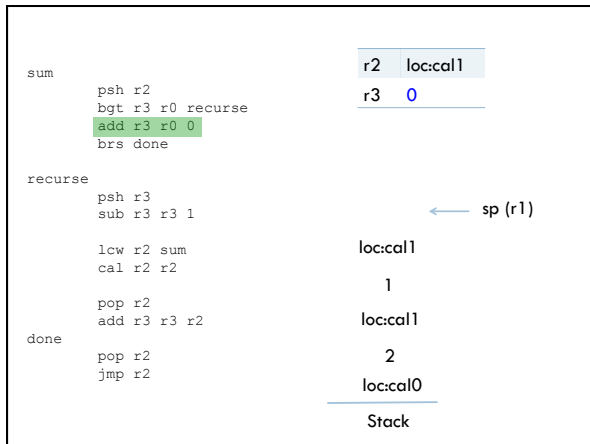 sum
psh r2
bgt r3 r0 recurse
add r3 r0 0
brs done
recurse
psh r3
sub r3 r3 1
lcw r2 sum
cal r2 r2
pop r2
add r3 r3 r2
done
pop r2
jmp r2
r2 loc:cal1
r3 0
sp (r1)
loc:cal1
1
loc:cal1
2
loc:cal0
Stack